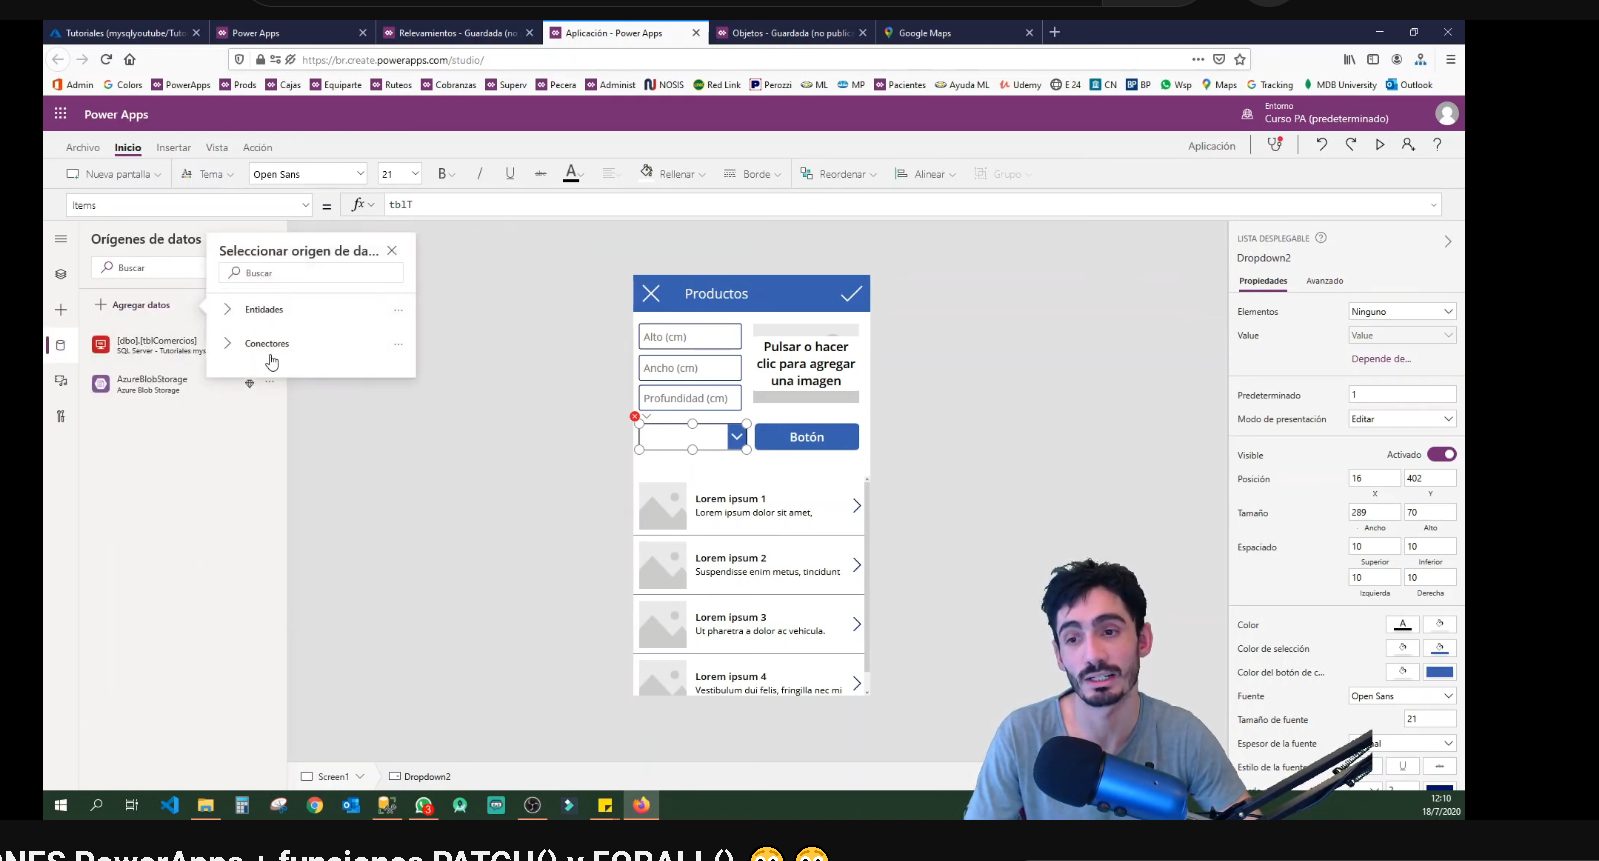 Tutoriales (mysqlyoutube/Tuto
Power Apps
Relevamientos - Guardada (no
Aplicación - Power Apps
Objetos - Guardada (no public
Google Maps
https://br.create.powerapps.com/studio/
Admin
Colors
PowerApps
Prods
Cajas
Equiparte
Ruteos
Cobranzas
Superv
Pecera
Administ
NOSIS
Red Link
Perozzi
ML
MP
Pacientes
Ayuda ML
Udemy
E 24
CN
BP BP
Wsp
Maps
Tracking
MDB University
Outlook
Power Apps
Entorno
Curso PA (predeterminado)
Archivo
Inicio
Insertar
Vista
Acción
Aplicación
Nueva pantalla
Tema
Open Sans
21
B
Rellenar
Borde
Reordenar
Alinear
Grupo
Items
= fx
tblT
Orígenes de datos
Buscar
Agregar datos
[dbo].[tblComercios]
SQL Server - Tutoriales mys
AzureBlobStorage
Azure Blob Storage
Seleccionar origen de da...
Buscar
Entidades
Conectores
Productos
Alto (cm)
Ancho (cm)
Profundidad (cm)
Pulsar o hacer
clic para agregar
una imagen
Botón
Lorem ipsum 1
Lorem ipsum dolor sit amet,
Lorem ipsum 2
Suspendisse enim metus, tincidunt
Lorem ipsum 3
Ut pharetra a dolor ac vehicula.
Lorem ipsum 4
Vestibulum dui felis, fringilla nec mi
LISTA DESPLEGABLE
Dropdown2
Propiedades
Avanzado
Elementos
Ninguno
Value
Value
Depende de...
Predeterminado
1
Modo de presentación
Editar
Visible
Activado
Posición
16
402
X
Y
Tamaño
289
70
Ancho
Alto
Espaciado
10
10
Superior
Inferior
10
10
Izquierda
Derecha
Color
Color de selección
Color del botón de c...
Fuente
Open Sans
Tamaño de fuente
21
Espesor de la fuente
Estilo de la fuente
Screen1
Dropdown2
3
12:10
18/7/2020
ONES PowerApps + funciones PATCH() y FORALL()